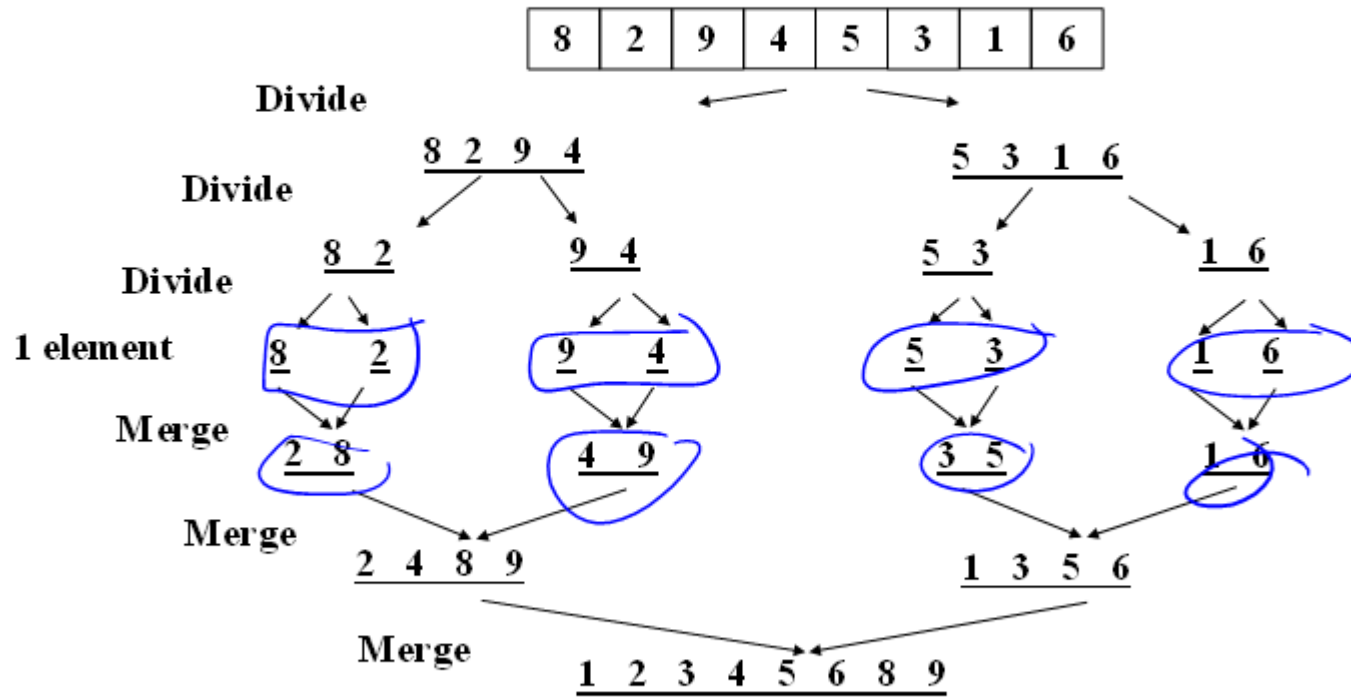 8 2 9 4 5 3 1 6
Divide
8 2 9 4 5 3 1 6
Divide
8 2 9 4 5 3 1 6
Divide
1 element 8 2 9 4 5 3 1 6
Merge
2 8 4 9 3 5 1 6
Merge
2 4 8 9 1 3 5 6
Merge
1 2 3 4 5 6 8 9